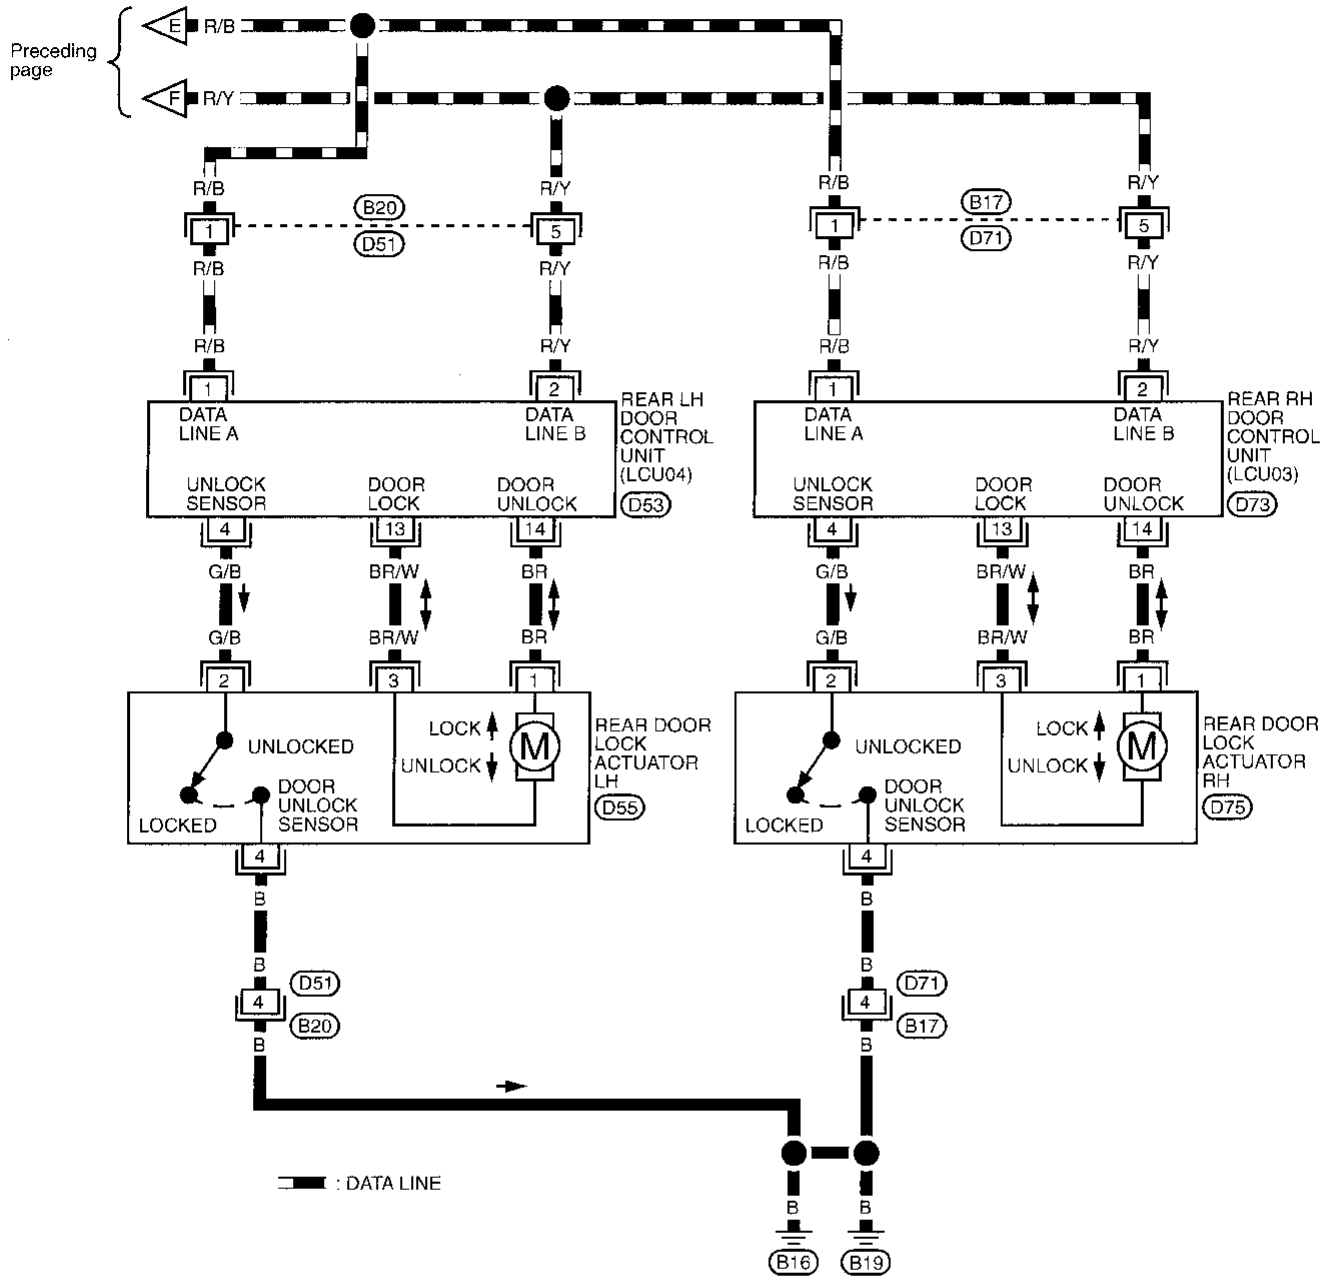 E R/B
Preceding
page
F R/Y
R/B R/Y R/B R/Y
B20 B17
1 5 1 5
D51 D71
R/B R/Y R/B R/Y
R/B R/Y R/B R/Y
1 2 1 2
DATA
LINE A
DATA
LINE B
REAR LH
DOOR
CONTROL
UNIT
(LCU04)
D53
UNLOCK
SENSOR
DOOR
LOCK
DOOR
UNLOCK
DATA
LINE A
DATA
LINE B
REAR RH
DOOR
CONTROL
UNIT
(LCU03)
D73
UNLOCK
SENSOR
DOOR
LOCK
DOOR
UNLOCK
4 13 14 4 13 14
G/B BR/W BR G/B BR/W BR
G/B BR/W BR G/B BR/W BR
2 3 1 2 3 1
UNLOCKED
LOCK
UNLOCK
M
DOOR
UNLOCK
SENSOR
LOCKED
REAR DOOR
LOCK
ACTUATOR
LH
D55
UNLOCKED
LOCK
UNLOCK
M
DOOR
UNLOCK
SENSOR
LOCKED
REAR DOOR
LOCK
ACTUATOR
RH
D75
4 4
B B
B B
D51 D71
4 4
B20 B17
B B
: DATA LINE
B B
B16 B19